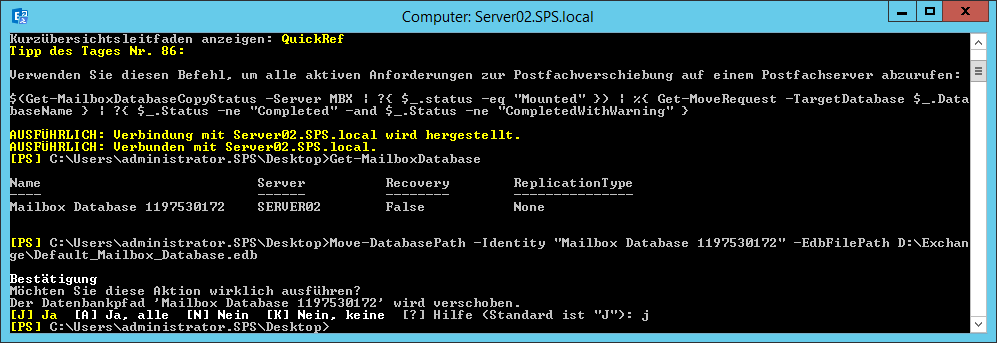 Computer: Server02.SPS.local
Kurzübersichtsleitfaden anzeigen: QuickRef
Tipp des Tages Nr. 86:
Verwenden Sie diesen Befehl, um alle aktiven Anforderungen zur Postfachverschiebung auf einem Postfachserver abzurufen:
$(Get-MailboxDatabaseCopyStatus -Server MBX | ?{ $_.status -eq "Mounted" }) | %{ Get-MoveRequest -TargetDatabase $_.Data
baseName } | ?{ $_.Status -ne "Completed" -and $_.Status -ne "CompletedWithWarning" }
AUSFÜHRLICH: Verbindung mit Server02.SPS.local wird hergestellt.
AUSFÜHRLICH: Verbunden mit Server02.SPS.local.
[PS] C:\Users\administrator.SPS\Desktop>Get-MailboxDatabase
Name Server Recovery ReplicationType
---- ------ -------- ---------------
Mailbox Database 1197530172 SERVER02 False None
[PS] C:\Users\administrator.SPS\Desktop>Move-DatabasePath -Identity "Mailbox Database 1197530172" -EdbFilePath D:\Exchan
ge\Default_Mailbox_Database.edb
Bestätigung
Möchten Sie diese Aktion wirklich ausführen?
Der Datenbankpfad 'Mailbox Database 1197530172' wird verschoben.
[J] Ja [A] Ja, alle [N] Nein [K] Nein, keine [?] Hilfe (Standard ist "J"): j
[PS] C:\Users\administrator.SPS\Desktop>